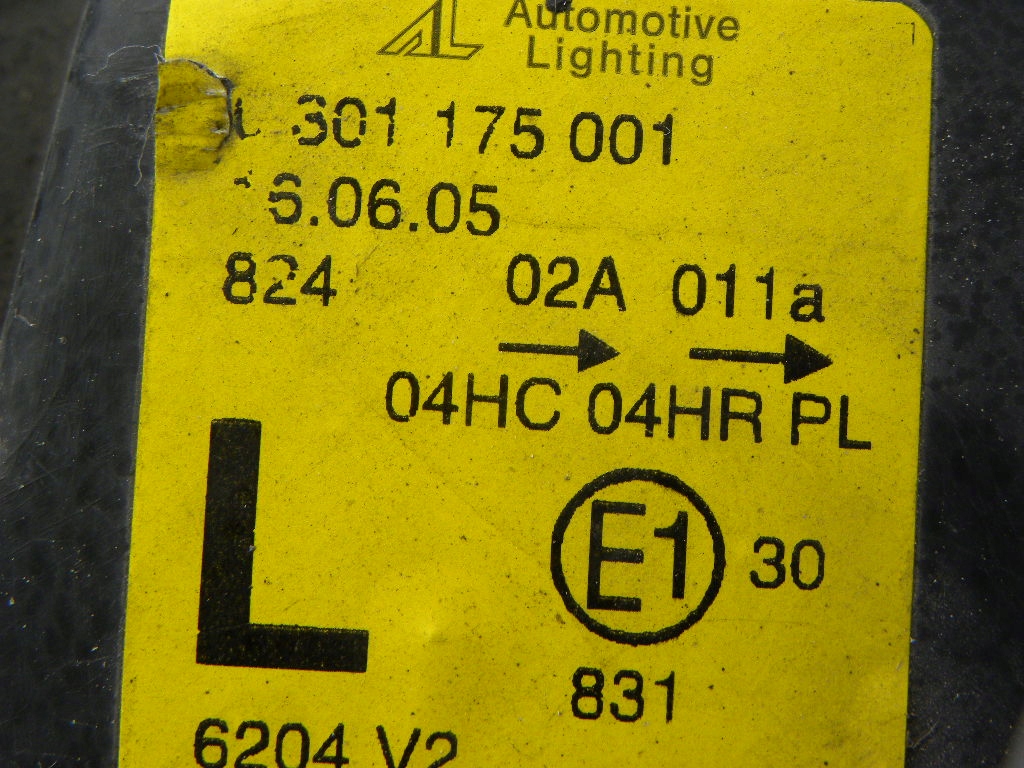 Automotive
Lighting
301 175 001
6.06.05
824 02A 011a
04HC 04HR PL
L
E1 30
831
6204 V2